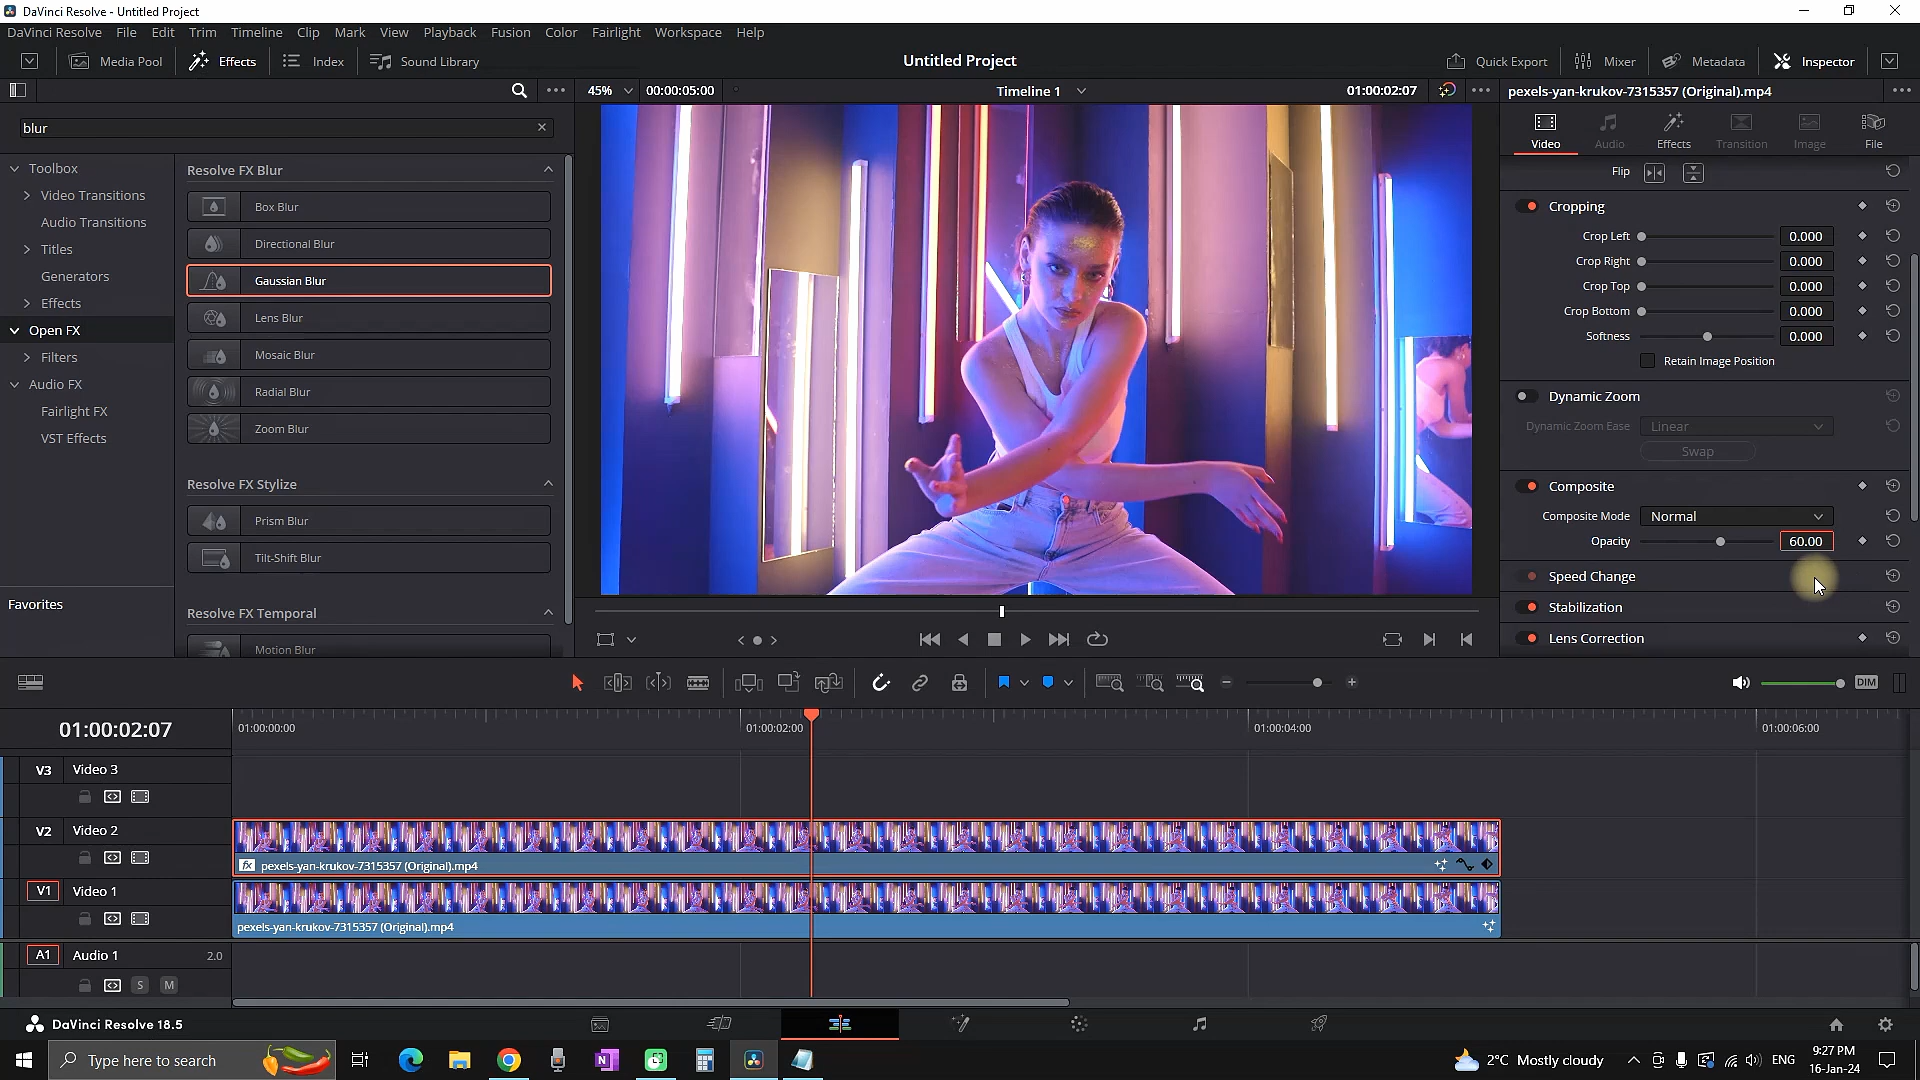 DaVinci Resolve - Untitled Project
DaVinci Resolve File Edit Trim Timeline Clip Mark View Playback Fusion Color Fairlight Workspace Help
Media Pool Effects Index Sound Library Untitled Project Quick Export Mixer Metadata Inspector
45% 00:00:05:00 Timeline 1 01:00:02:07 pexels-yan-krukov-7315357 (Original).mp4
blur
Video Audio Effects Transition Image File
Toolbox
Video Transitions
Audio Transitions
Titles
Generators
Effects
Open FX
Filters
Audio FX
Fairlight FX
VST Effects
Favorites
Resolve FX Blur
Box Blur
Directional Blur
Gaussian Blur
Lens Blur
Mosaic Blur
Radial Blur
Zoom Blur
Resolve FX Stylize
Prism Blur
Tilt-Shift Blur
Resolve FX Temporal
Motion Blur
Flip
Cropping
Crop Left 0.000
Crop Right 0.000
Crop Top 0.000
Crop Bottom 0.000
Softness 0.000
Retain Image Position
Dynamic Zoom
Dynamic Zoom Ease Linear
Swap
Composite
Composite Mode Normal
Opacity 60.00
Speed Change
Stabilization
Lens Correction
DIM
01:00:02:07 01:00:00:00 01:00:02:00 01:00:04:00 01:00:06:00
V3 Video 3
V2 Video 2
fx pexels-yan-krukov-7315357 (Original).mp4
V1 Video 1
pexels-yan-krukov-7315357 (Original).mp4
A1 Audio 1 2.0
S M
DaVinci Resolve 18.5
Type here to search N 2°C Mostly cloudy ENG 9:27 PM
16-Jan-24